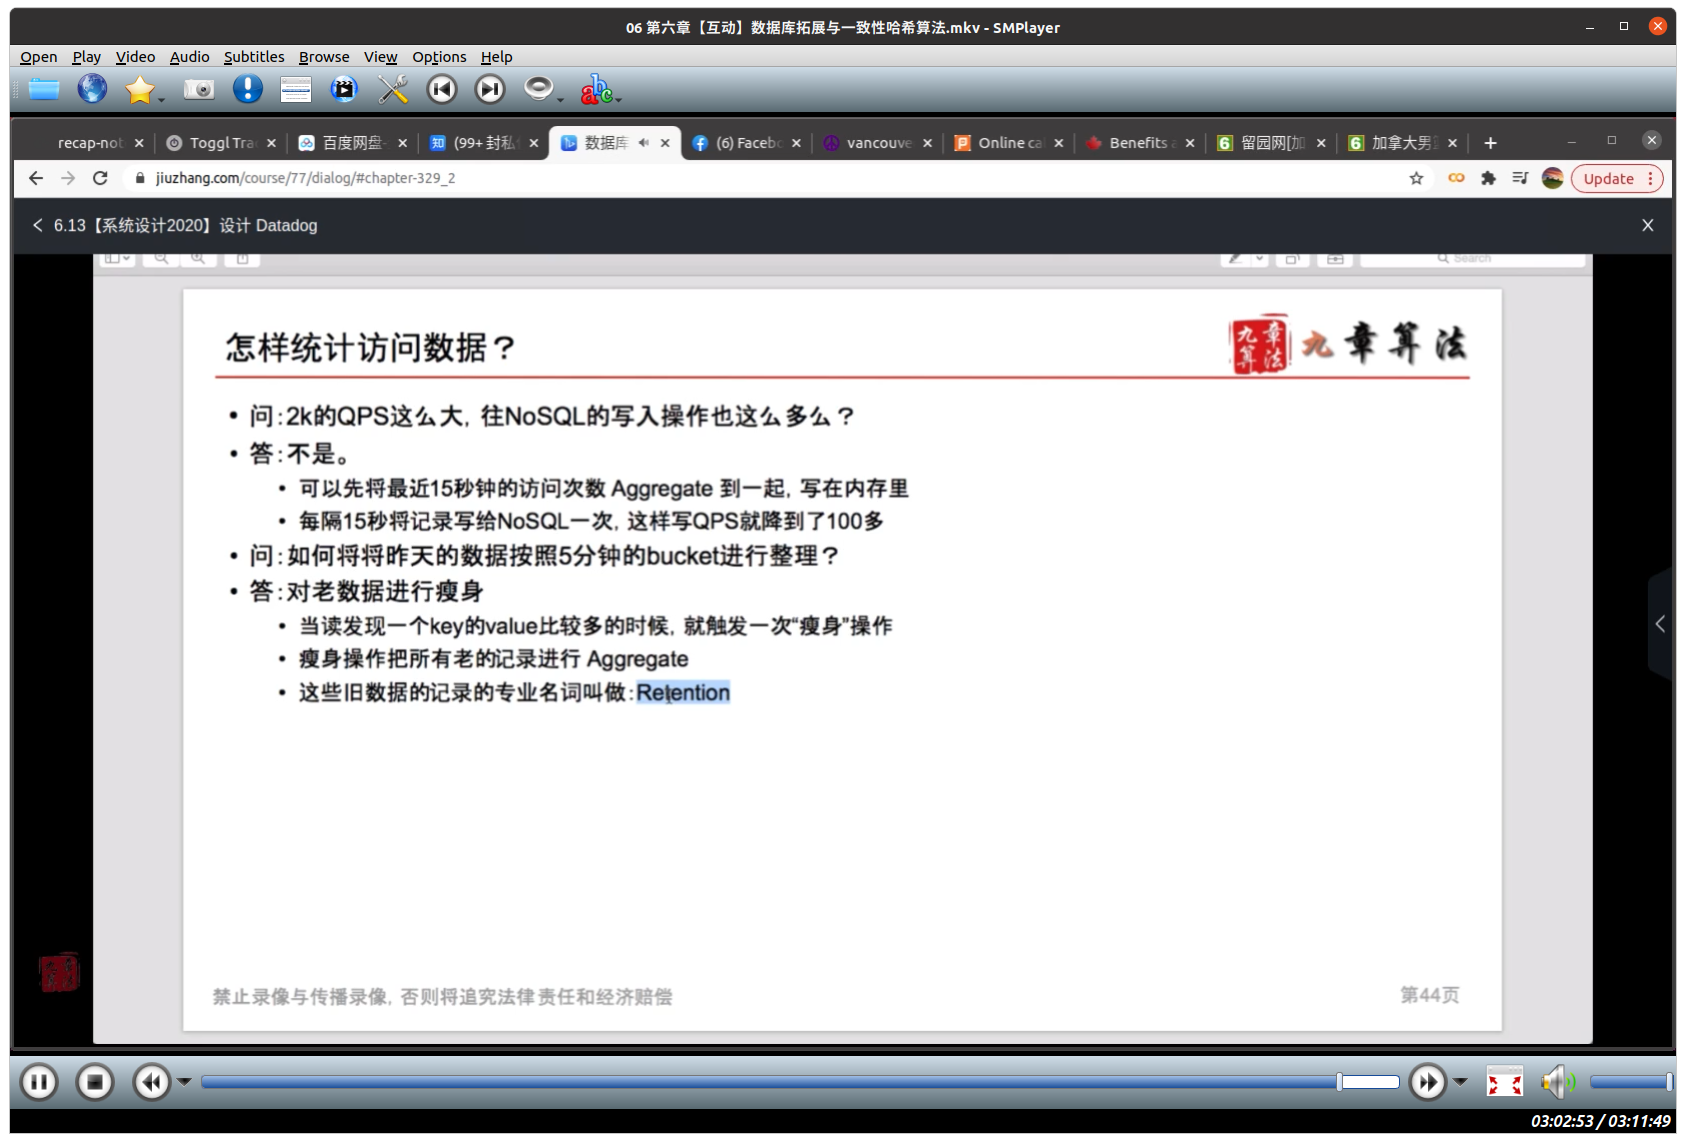 06 第六章【互动】数据库拓展与一致性哈希算法.mkv - SMPlayer
Open Play Video Audio Subtitles Browse View Options Help
abc
recap-not Toggl Tra 百度网盘- 知 (99+ 封私 数据库 (6) Facebo vancouve Online ca Benefits a 6 留园网[加 6 加拿大男
jiuzhang.com/course/77/dialog/#chapter-329_2 Update
6.13【系统设计2020】设计 Datadog
Search
怎样统计访问数据？
九章算法 九章算法
• 问：2k的QPS这么大，往NoSQL的写入操作也这么多么？
• 答：不是。
• 可以先将最近15秒钟的访问次数 Aggregate 到一起，写在内存里
• 每隔15秒将记录写给NoSQL一次，这样写QPS就降到了100多
• 问：如何将将昨天的数据按照5分钟的bucket进行整理？
• 答：对老数据进行瘦身
• 当读发现一个key的value比较多的时候，就触发一次“瘦身”操作
• 瘦身操作把所有老的记录进行 Aggregate
• 这些旧数据的记录的专业名词叫做：Retention
禁止录像与传播录像，否则将追究法律责任和经济赔偿
第44页
03:02:53 / 03:11:49